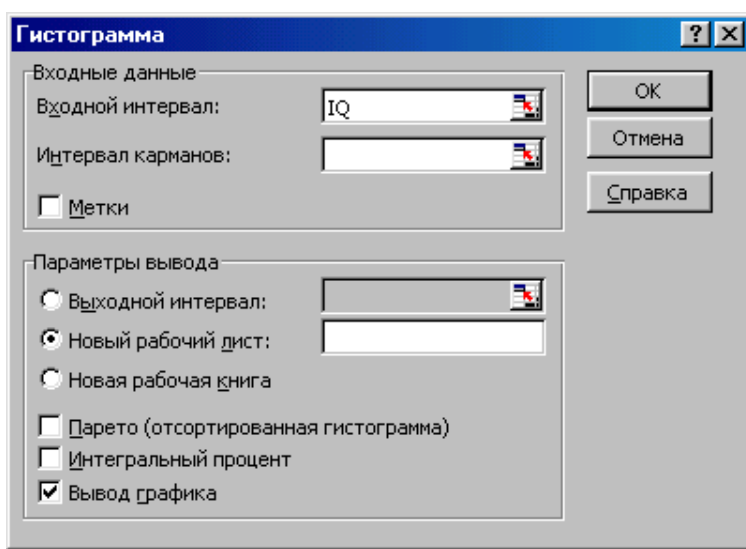 Гистограмма
Входные данные
Входной интервал: IQ
Интервал карманов:
Метки
OK
Отмена
Справка
Параметры вывода
Выходной интервал:
Новый рабочий лист:
Новая рабочая книга
Парето (отсортированная гистограмма)
Интегральный процент
Вывод графика